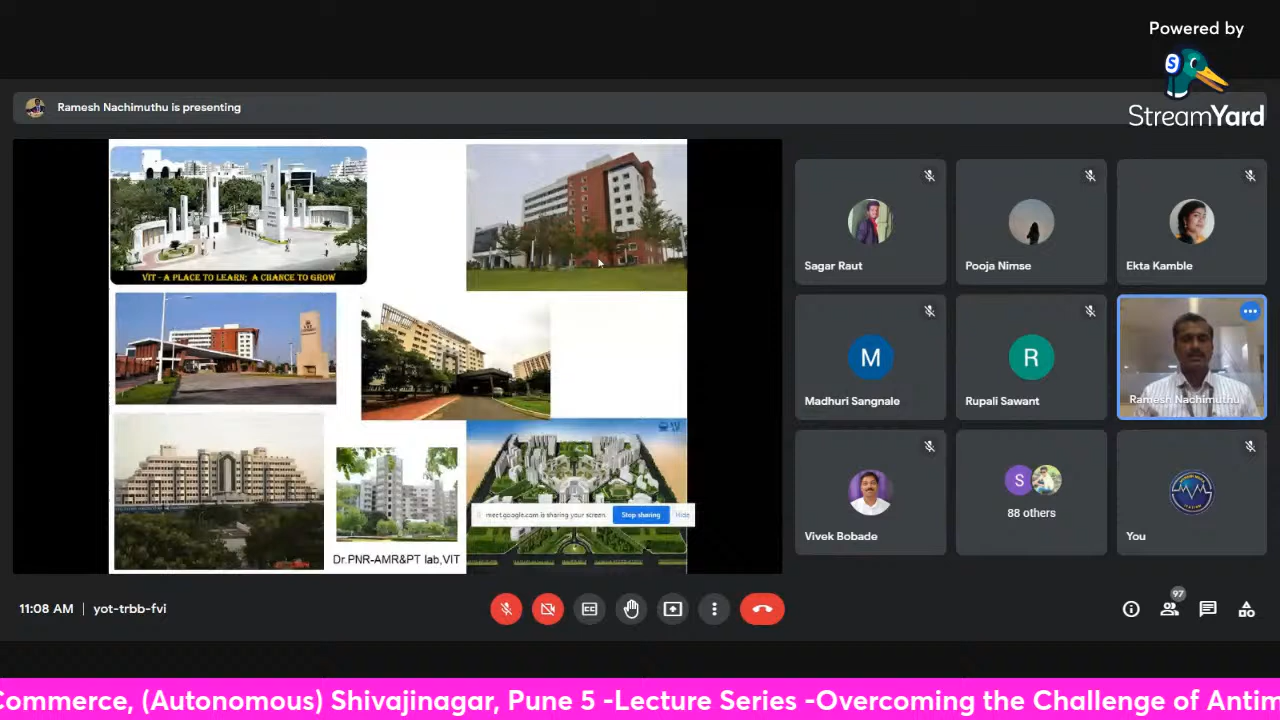 Powered by
StreamYard
Ramesh Nachimuthu is presenting
VIT - A PLACE TO LEARN; A CHANCE TO GROW
meet.google.com is sharing your screen.
Stop sharing
Hide
Dr.PNR-AMR&PT lab,VIT
Sagar Raut
Pooja Nimse
Ekta Kamble
M
Madhuri Sangnale
R
Rupali Sawant
Ramesh Nachimuthu
Vivek Bobade
S
88 others
You
11:08 AM | yot-trbb-fvi
97
Commerce, (Autonomous) Shivajinagar, Pune 5 -Lecture Series -Overcoming the Challenge of Antim